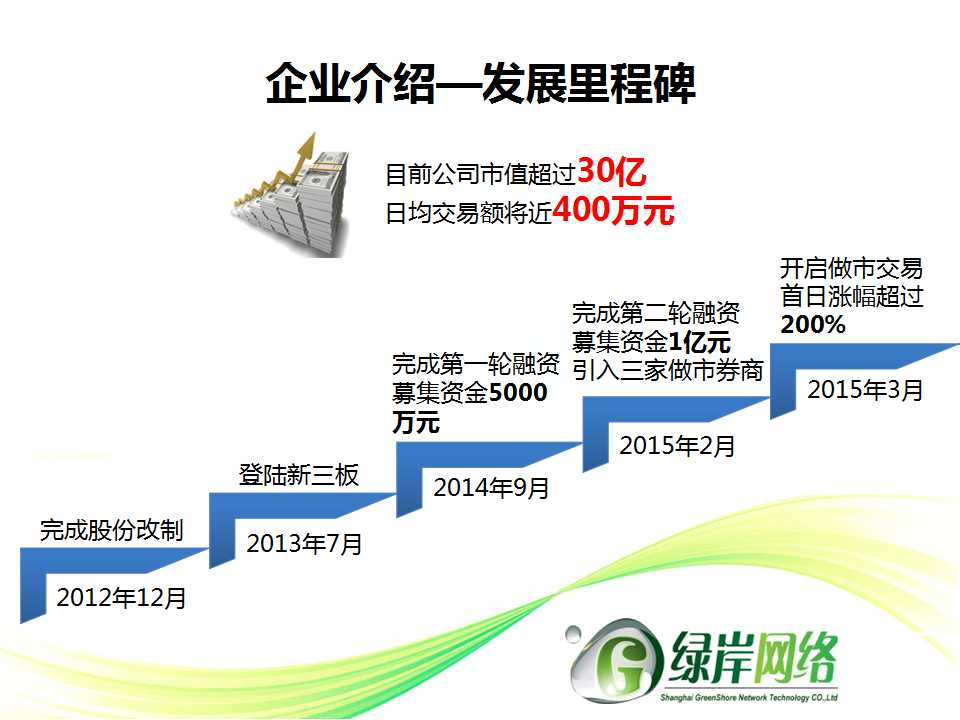 企业介绍—发展里程碑
目前公司市值超过30亿
日均交易额将近400万元
完成股份改制
2012年12月
登陆新三板
2013年7月
完成第一轮融资
募集资金5000
万元
2014年9月
完成第二轮融资
募集资金1亿元
引入三家做市券商
2015年2月
开启做市交易
首日涨幅超过
200%
2015年3月
绿岸网络
Shanghai GreenShore Network Technology CO.,Ltd